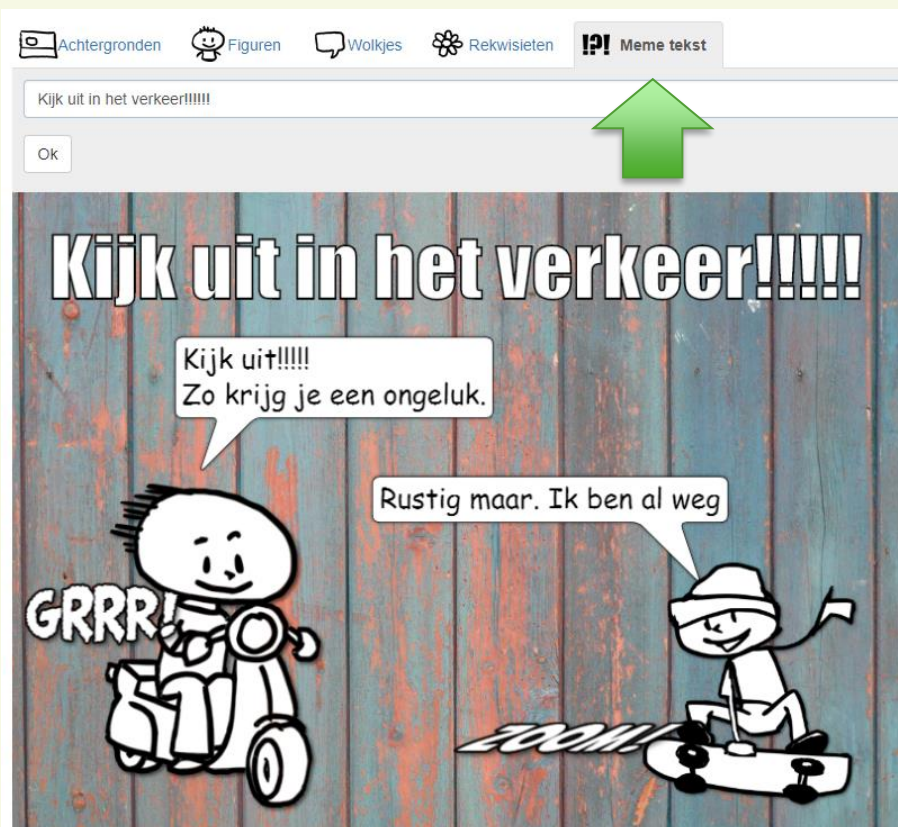 Achtergronden Figuren Wolkjes Rekwisieten !?! Meme tekst
Kijk uit in het verkeer!!!!!!
Ok
Kijk uit in het verkeer!!!!!
Kijk uit!!!!!
Zo krijg je een ongeluk.
Rustig maar. Ik ben al weg
GRRR!
ZOOM!